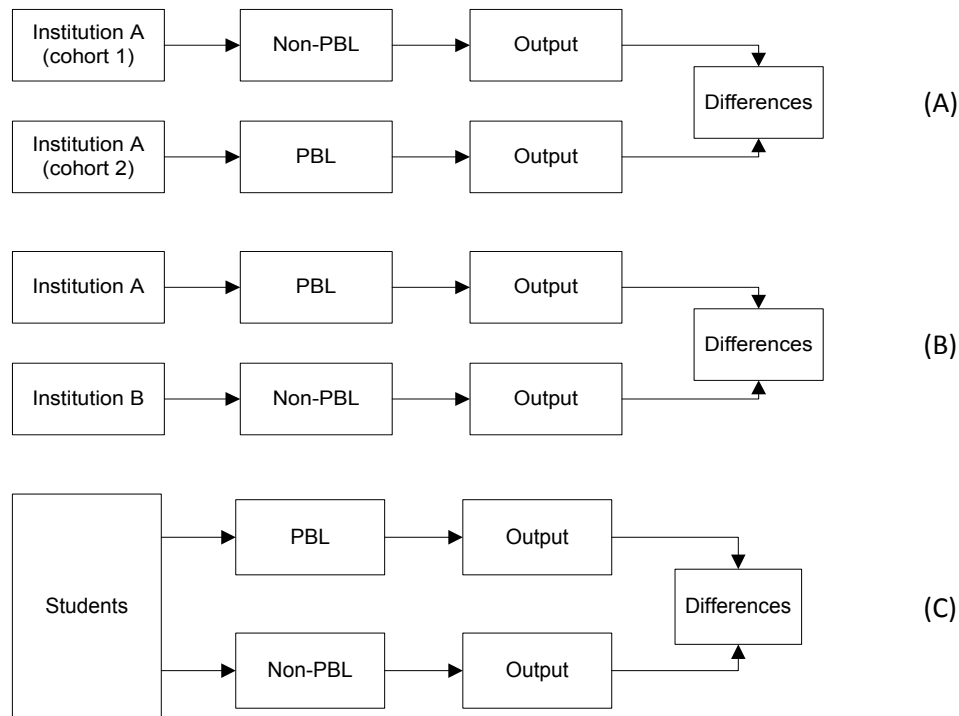 Institution A
(cohort 1)
Non-PBL
Output
Differences
(A)
Institution A
(cohort 2)
PBL
Output
Institution A
PBL
Output
Differences
(B)
Institution B
Non-PBL
Output
Students
PBL
Output
Differences
(C)
Non-PBL
Output